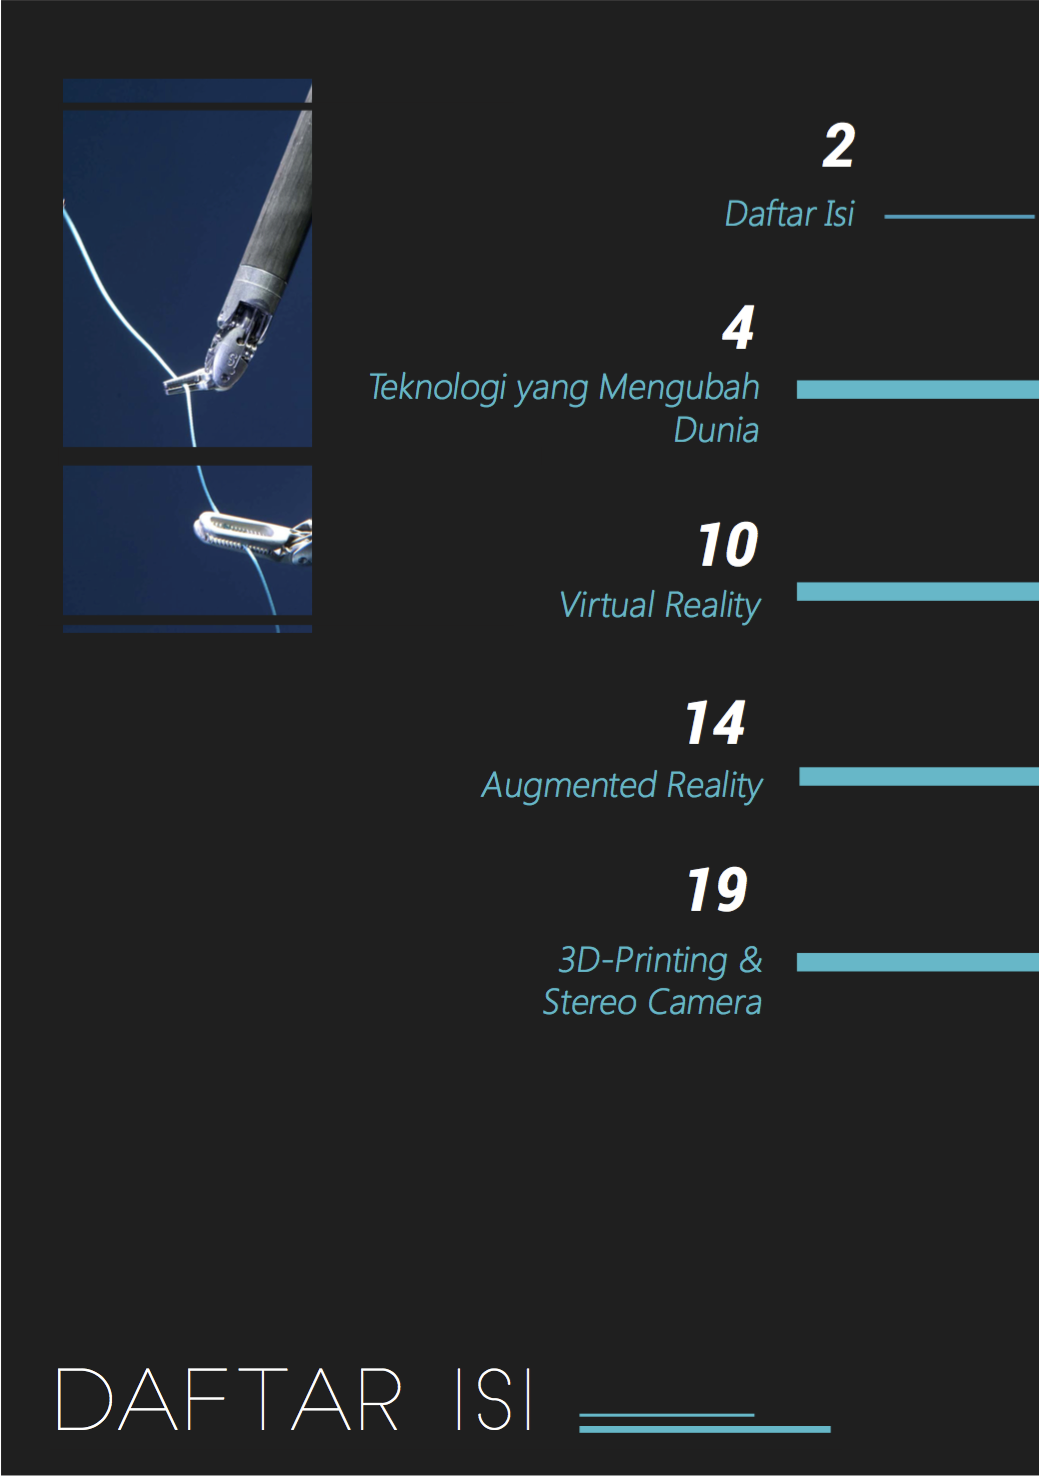 2
Daftar Isi
4
Teknologi yang Mengubah
Dunia
10
Virtual Reality
14
Augmented Reality
19
3D-Printing &
Stereo Camera
DAFTAR ISI